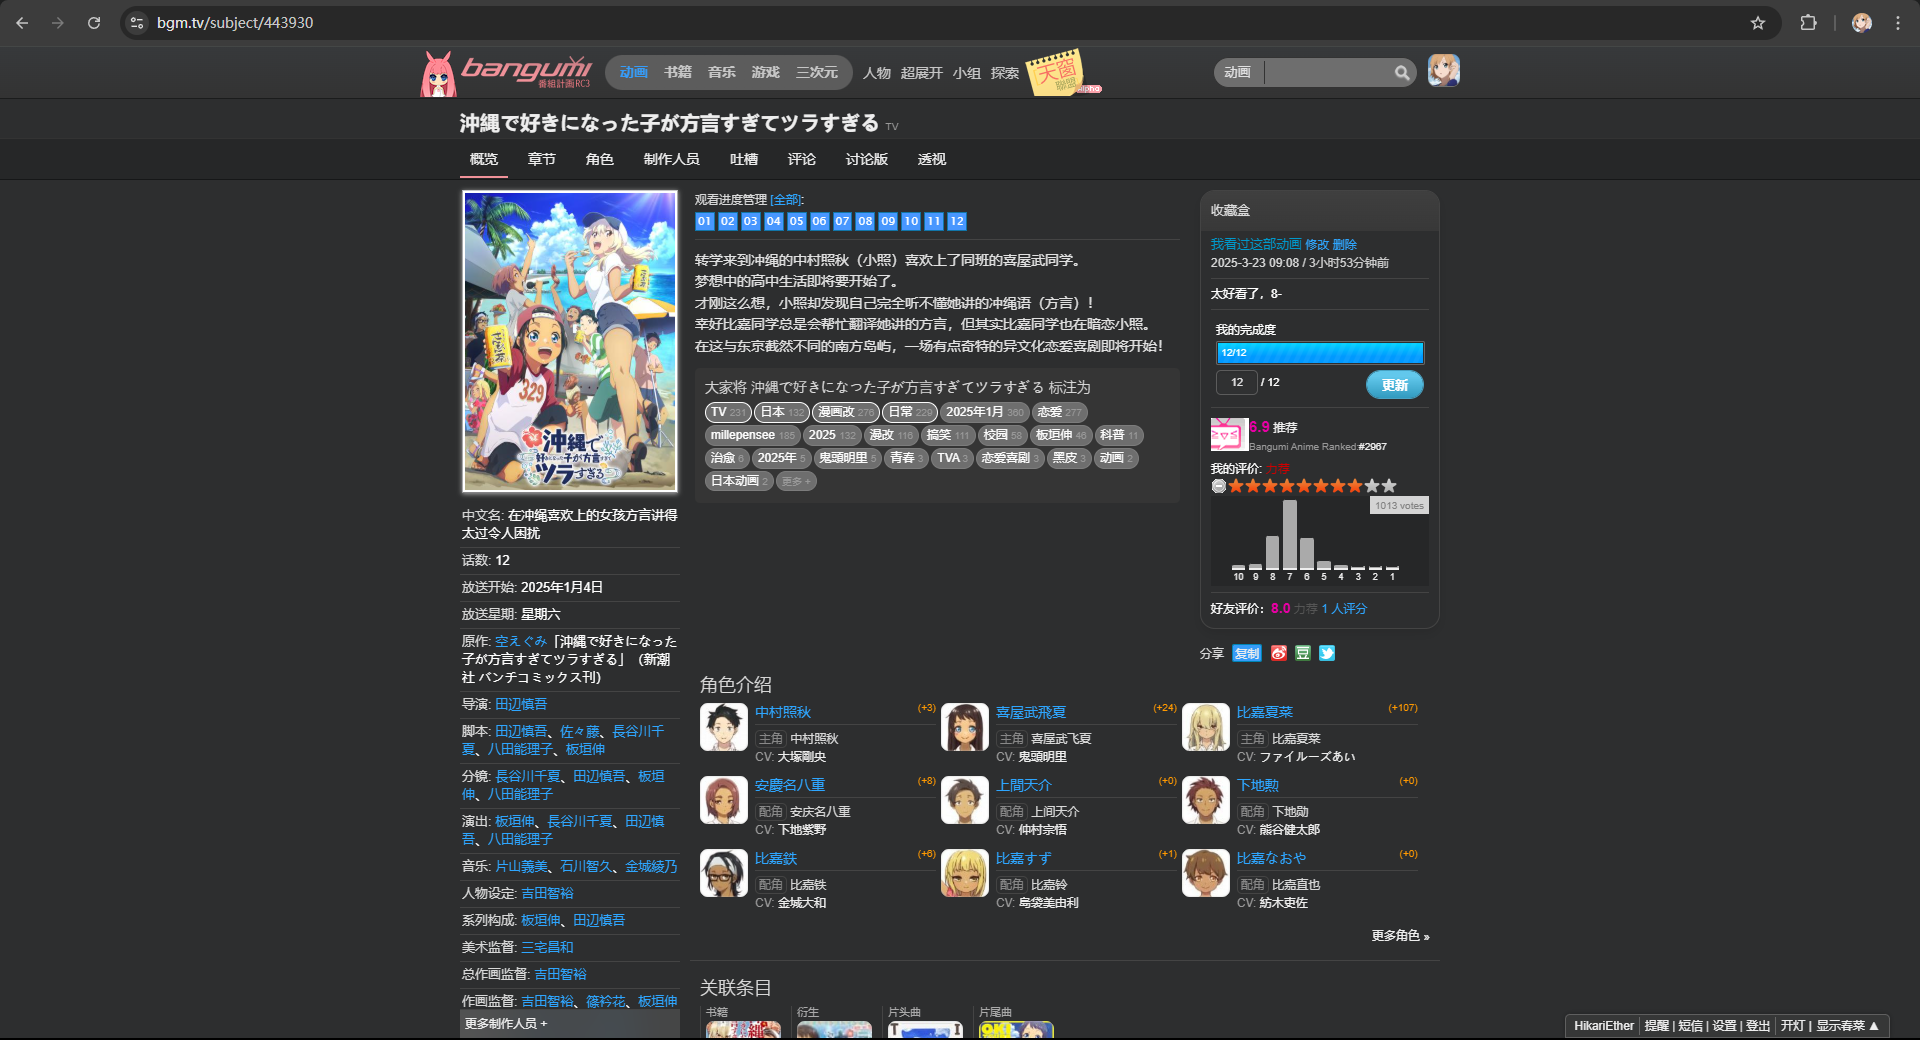 bgm.tv/subject/443930
bangumi
番組計画RC3
动画 书籍 音乐 游戏 三次元 人物 超展开 小组 探索
天窗
聯盟
alpha
动画
沖縄で好きになった子が方言すぎてツラすぎる TV
概览 章节 角色 制作人员 吐槽 评论 讨论版 透视
329
沖縄で
好きになった子が方言すぎて
ツラすぎる
中文名: 在冲绳喜欢上的女孩方言讲得
太过令人困扰
话数: 12
放送开始: 2025年1月4日
放送星期: 星期六
原作: 空えぐみ「沖縄で好きになった
子が方言すぎてツラすぎる」（新潮
社 バンチコミックス刊）
导演: 田辺慎吾
脚本: 田辺慎吾、佐々藤、長谷川千
夏、八田能理子、板垣伸
分镜: 長谷川千夏、田辺慎吾、板垣
伸、八田能理子
演出: 板垣伸、長谷川千夏、田辺慎
吾、八田能理子
音乐: 片山義美、石川智久、金城綾乃
人物设定: 吉田智裕
系列构成: 板垣伸、田辺慎吾
美术监督: 三宅昌和
总作画监督: 吉田智裕
作画监督: 吉田智裕、篠衿花、板垣伸
更多制作人员 +
观看进度管理 [全部]:
01 02 03 04 05 06 07 08 09 10 11 12
转学来到冲绳的中村照秋（小照）喜欢上了同班的喜屋武同学。
梦想中的高中生活即将要开始了。
才刚这么想，小照却发现自己完全听不懂她讲的冲绳语（方言）！
幸好比嘉同学总是会帮忙翻译她讲的方言，但其实比嘉同学也在暗恋小照。
在这与东京截然不同的南方岛屿，一场有点奇特的异文化恋爱喜剧即将开始！
大家将 沖縄で好きになった子が方言すぎてツラすぎる 标注为
TV 231 日本 132 漫画改 276 日常 229 2025年1月 360 恋爱 277
millepensee 185 2025 132 漫改 116 搞笑 111 校园 58 板垣伸 46 科普 11
治愈 6 2025年 5 鬼頭明里 5 青春 3 TVA 3 恋爱喜剧 3 黑皮 3 动画 2
日本动画 2 更多 +
角色介绍
中村照秋 (+3)
主角 中村照秋
CV: 大塚剛央
喜屋武飛夏 (+24)
主角 喜屋武飞夏
CV: 鬼頭明里
比嘉夏菜 (+107)
主角 比嘉夏菜
CV: ファイルーズあい
安慶名八重 (+8)
配角 安庆名八重
CV: 下地紫野
上間天介 (+0)
配角 上间天介
CV: 仲村宗悟
下地勲 (+0)
配角 下地勋
CV: 熊谷健太郎
比嘉鉄 (+6)
配角 比嘉铁
CV: 金城大和
比嘉すず (+1)
配角 比嘉铃
CV: 島袋美由利
比嘉なおや (+0)
配角 比嘉直也
CV: 紡木吏佐
更多角色 »
关联条目
书籍 衍生 片头曲 片尾曲
收藏盒
我看过这部动画 修改 删除
2025-3-23 09:08 / 3小时53分钟前
太好看了，8-
我的完成度
12/12
12 / 12 更新
6.9 推荐
Bangumi Anime Ranked:#2967
我的评价: 力荐
1013 votes
10 9 8 7 6 5 4 3 2 1
好友评价：8.0 力荐 1 人评分
分享 复制 豆
HikariEther 提醒 | 短信 | 设置 | 登出 开灯 | 显示春菜 ▲